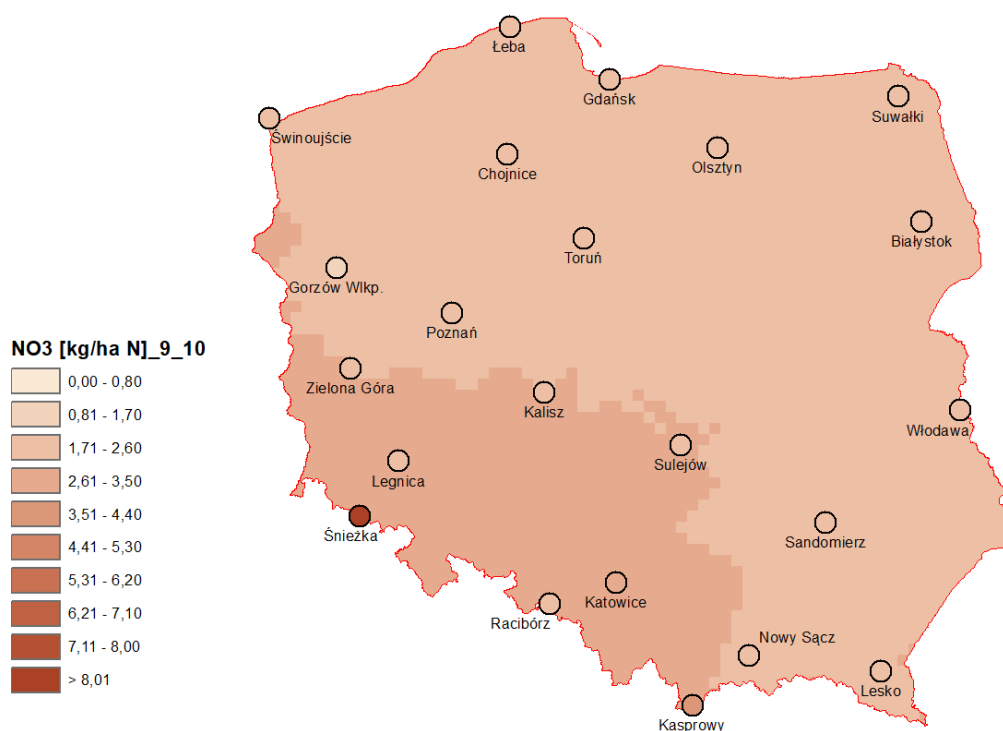 Łeba
Gdańsk
Suwałki
Świnoujście
Chojnice
Olsztyn
Białystok
Toruń
Gorzów Wlkp.
Poznań
NO3 [kg/ha N]_9_10
0,00 - 0,80
0,81 - 1,70
1,71 - 2,60
2,61 - 3,50
3,51 - 4,40
4,41 - 5,30
5,31 - 6,20
6,21 - 7,10
7,11 - 8,00
> 8,01
Zielona Góra
Kalisz
Włodawa
Sulejów
Legnica
Śnieżka
Sandomierz
Katowice
Racibórz
Nowy Sącz
Lesko
Kasprowy